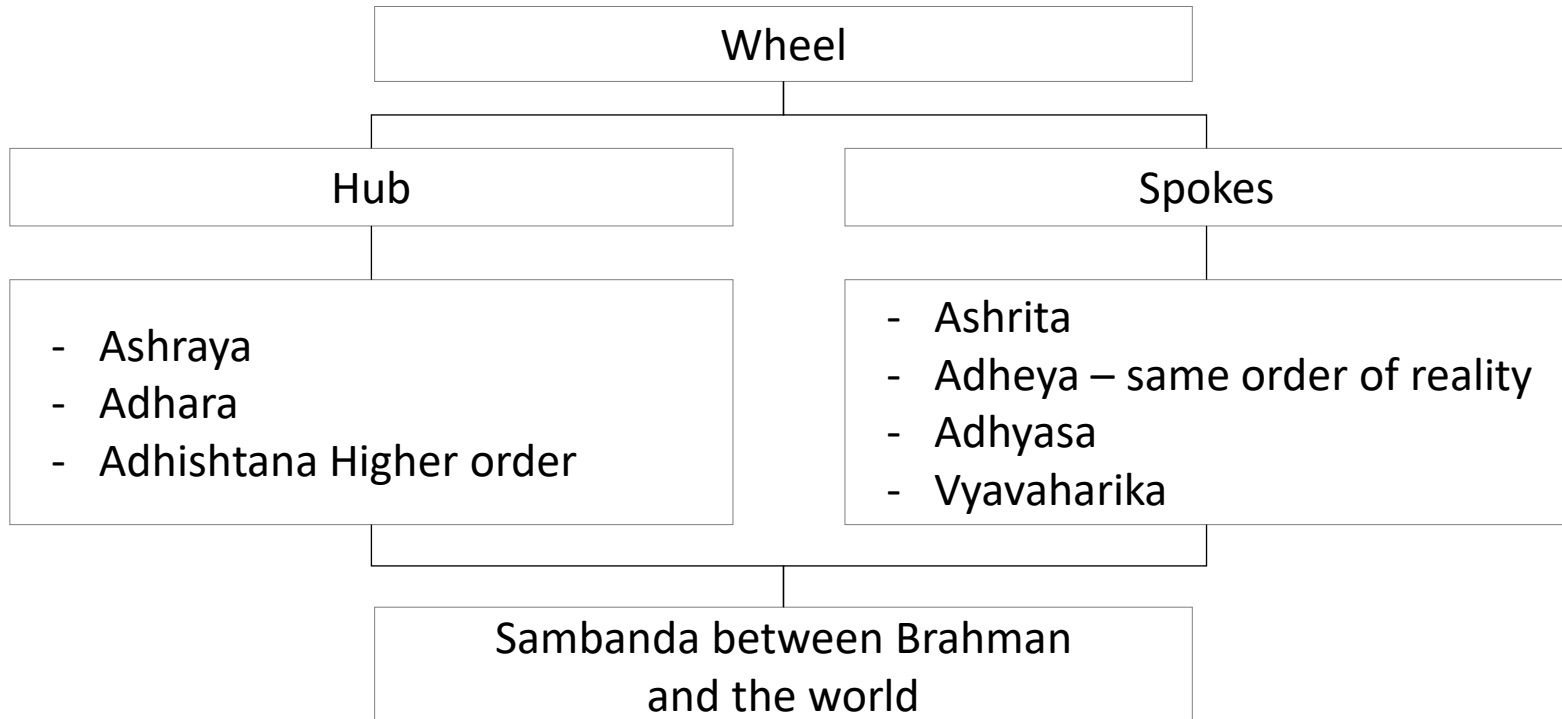 Wheel
Hub
Spokes
- Ashraya
- Adhara
- Adhishtana Higher order
- Ashrita
- Adheya – same order of reality
- Adhyasa
- Vyavaharika
Sambanda between Brahman
and the world